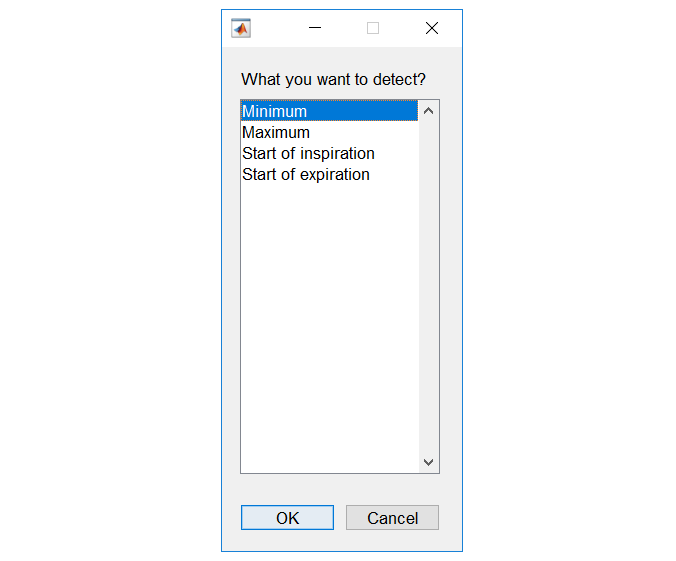 What you want to detect?
Minimum
Maximum
Start of inspiration
Start of expiration
OK
Cancel